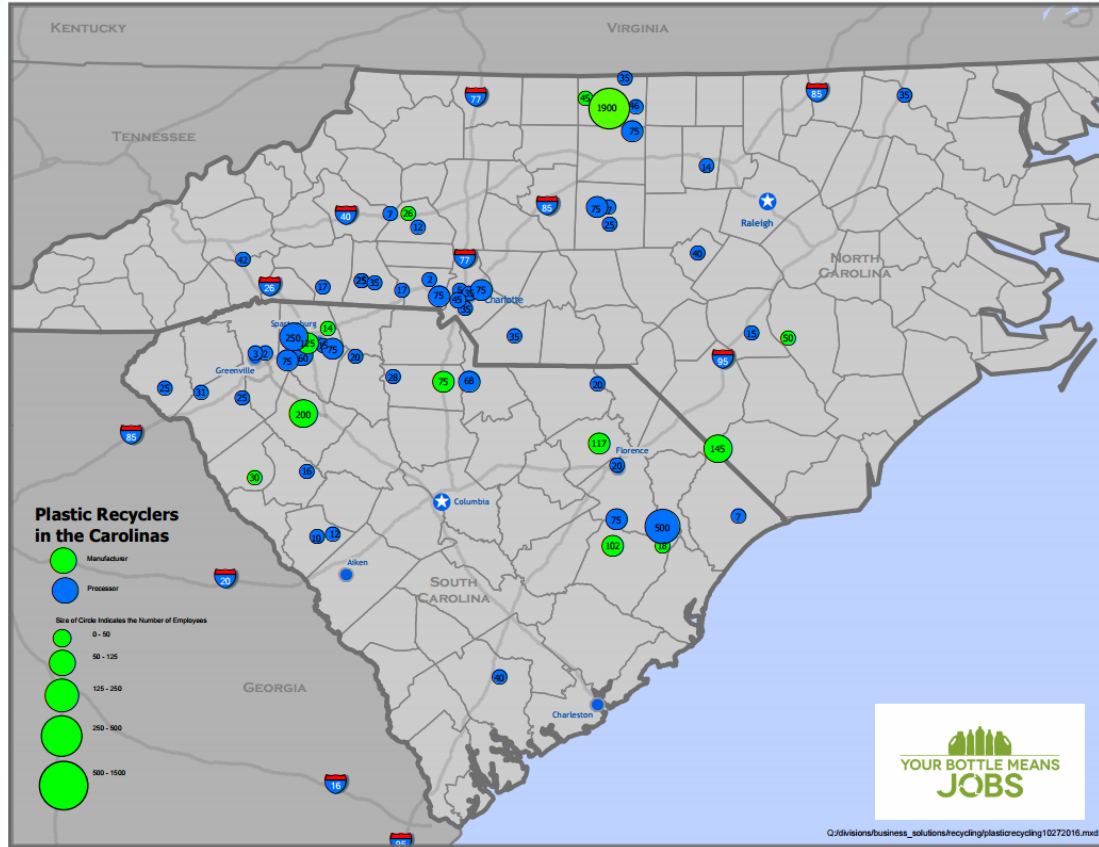 KENTUCKY
VIRGINIA
35
77
45
1900
46
85
35
75
TENNESSEE
14
40
7
26
12
85
75
25
Raleigh
42
77
40
NORTH
CAROLINA
26
17
25
35
17
2
75
5
45
75
Charlotte
35
Spartanburg
14
250
125
75
75
60
20
3
2
Greenville
35
15
50
95
25
31
25
28
75
68
20
85
200
117
Florence
20
145
30
16
Columbia
75
500
7
10
12
102
18
Aiken
20
SOUTH
CAROLINA
GEORGIA
40
Charleston
16
95
Plastic Recyclers
in the Carolinas
Manufacturer
Processor
Size of Circle Indicates the Number of Employees
0 - 50
50 - 125
125 - 250
250 - 500
500 - 1500
YOUR BOTTLE MEANS
JOBS
Q:/divisions/business_solutions/recycling/plasticrecycling10272016.mxd